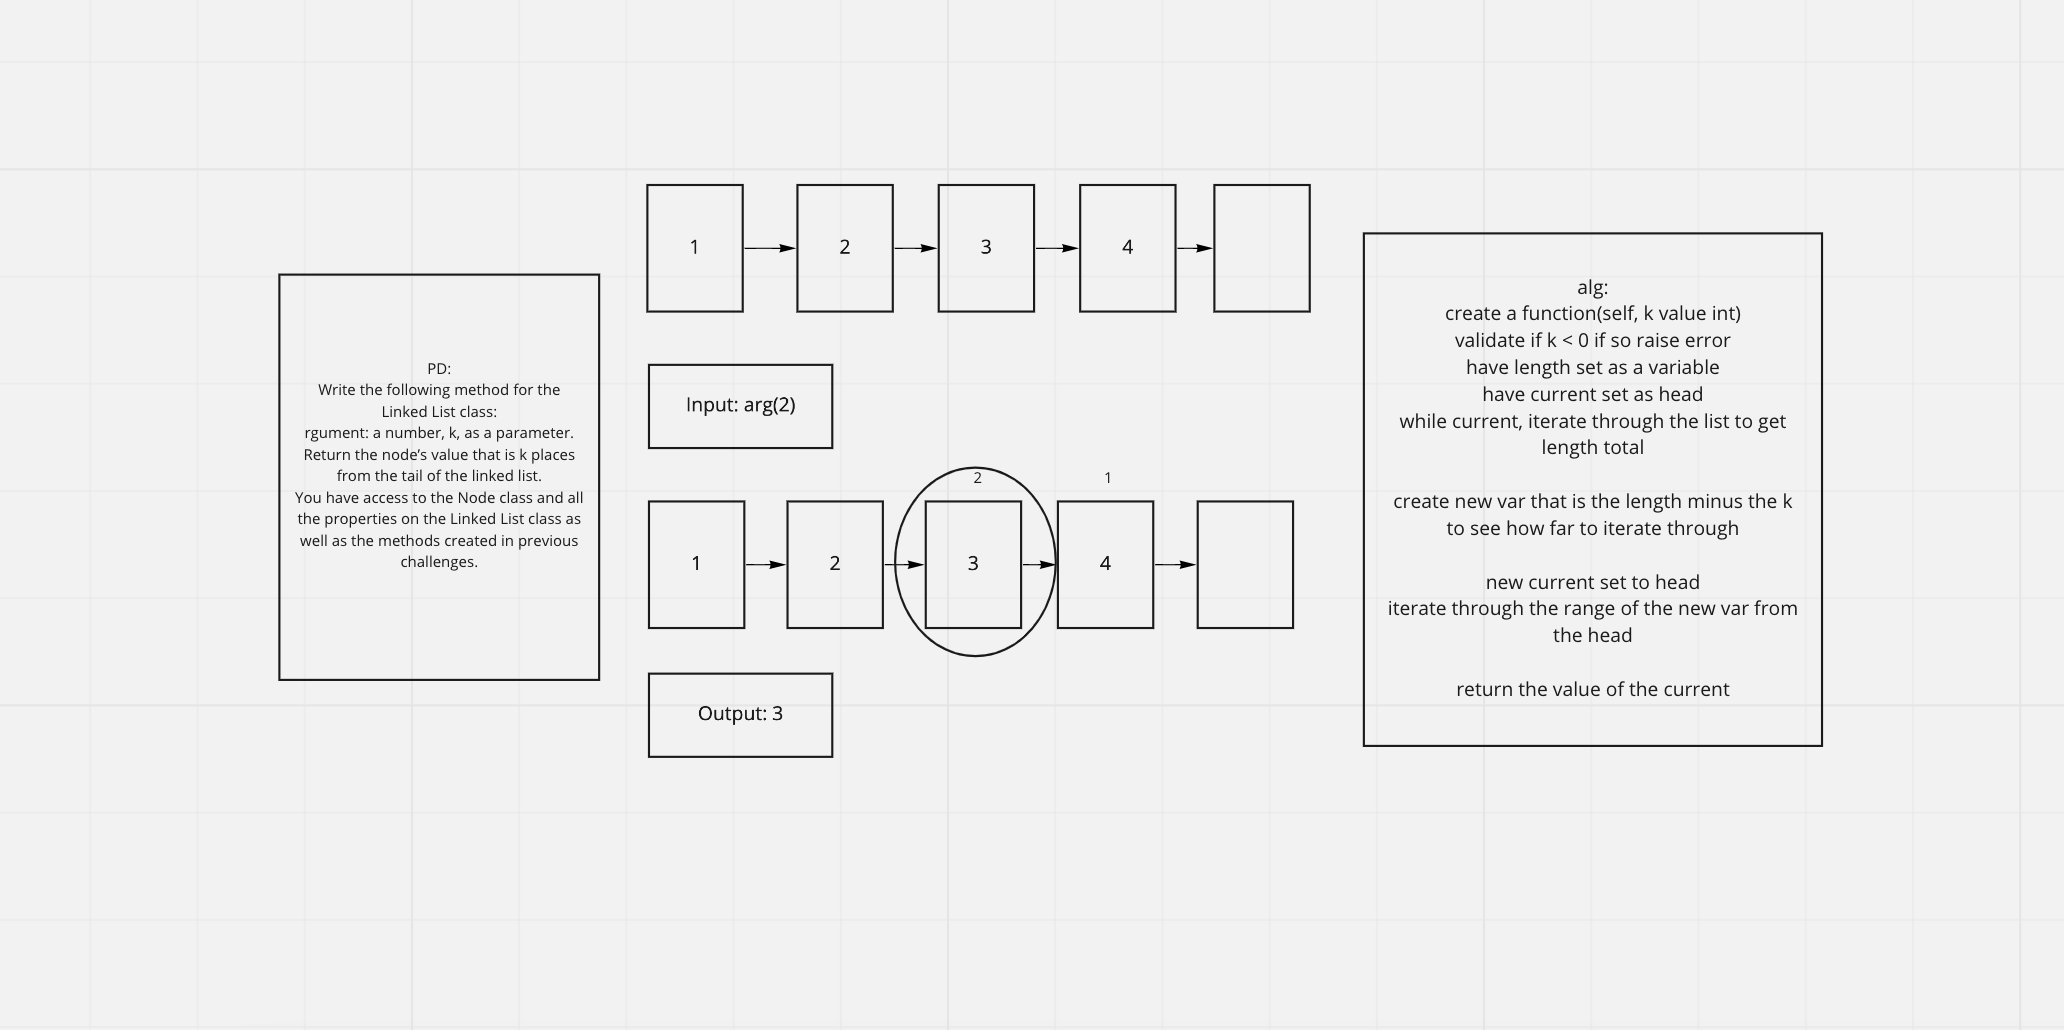 PD:
Write the following method for the
Linked List class:
rgument: a number, k, as a parameter.
Return the node's value that is k places
from the tail of the linked list.
You have access to the Node class and all
the properties on the Linked List class as
well as the methods created in previous
challenges.
1
2
3
4
Input: arg(2)
2
1
1
2
3
4
Output: 3
alg:
create a function(self, k value int)
validate if k < 0 if so raise error
have length set as a variable
have current set as head
while current, iterate through the list to get
length total
create new var that is the length minus the k
to see how far to iterate through
new current set to head
iterate through the range of the new var from
the head
return the value of the current